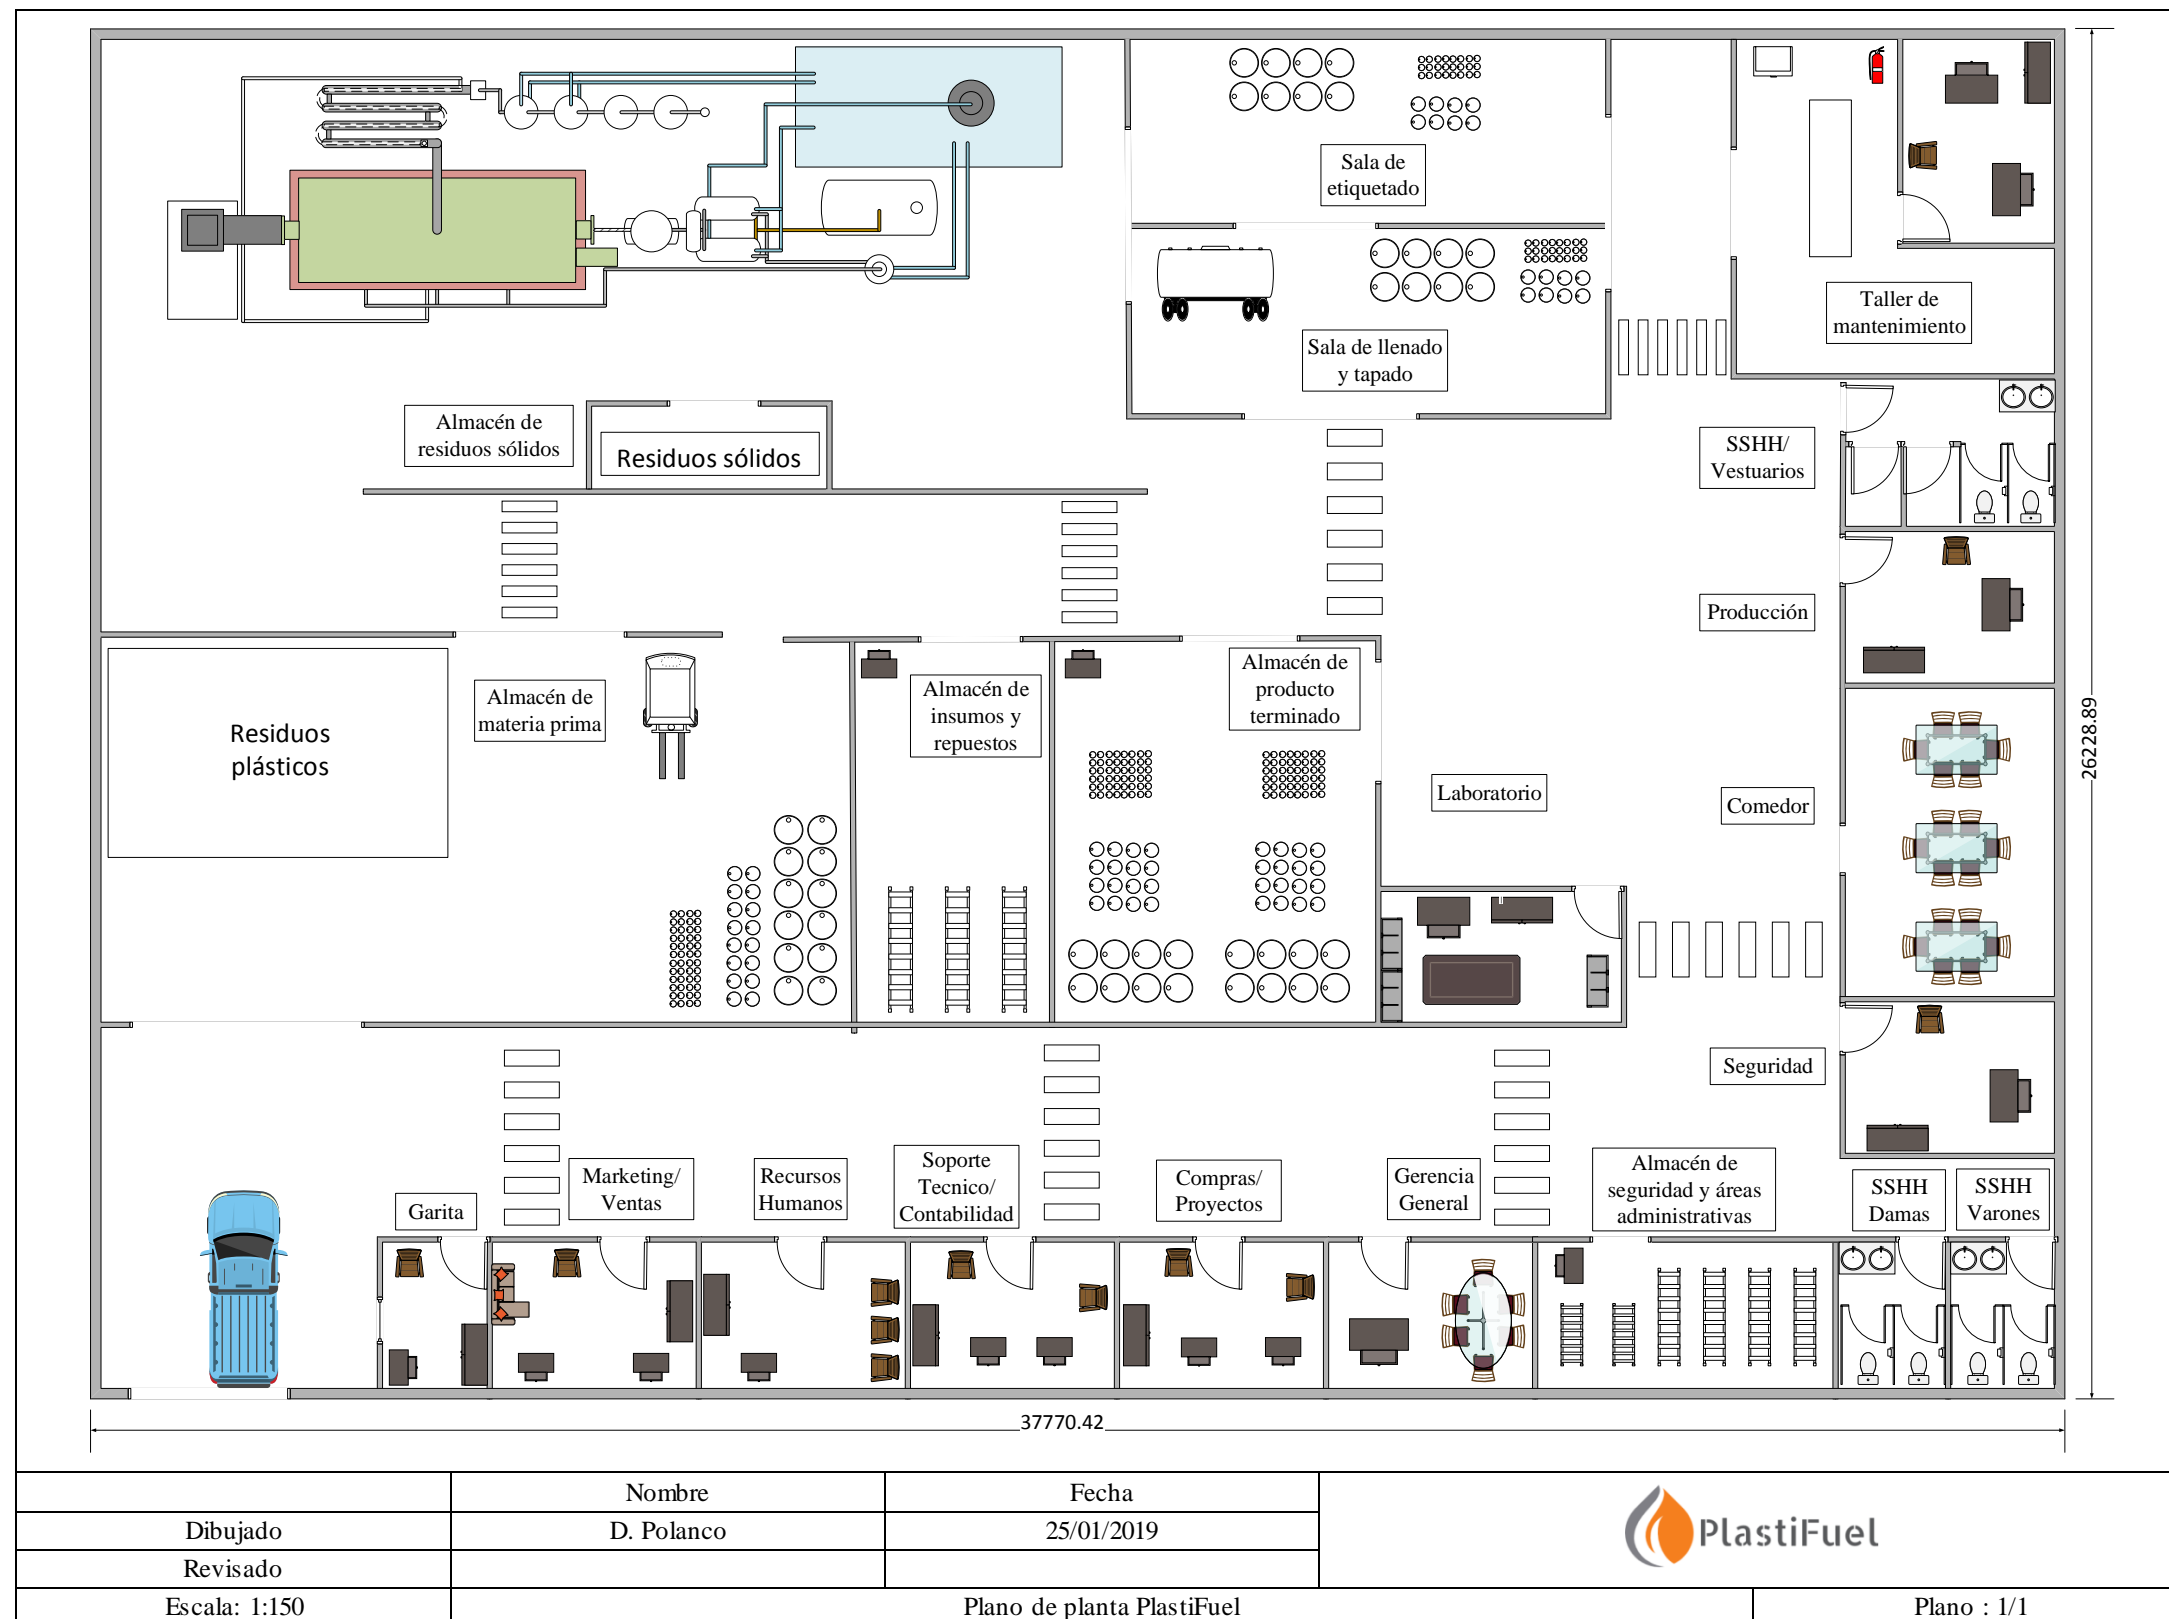 Sala de
etiquetado
Sala de llenado
y tapado
Taller de
mantenimiento
Almacén de
residuos sólidos
Residuos sólidos
SSHH/
Vestuarios
Producción
Residuos
plásticos
Almacén de
materia prima
Almacén de
insumos y
repuestos
Almacén de
producto
terminado
Laboratorio
Comedor
26228.89
Seguridad
Garita
Marketing/
Ventas
Recursos
Humanos
Soporte
Tecnico/
Contabilidad
Compras/
Proyectos
Gerencia
General
Almacén de
seguridad y áreas
administrativas
SSHH
Damas
SSHH
Varones
37770.42
Nombre
Fecha
Dibujado
D. Polanco
25/01/2019
Revisado
PlastiFuel
Escala: 1:150
Plano de planta PlastiFuel
Plano : 1/1